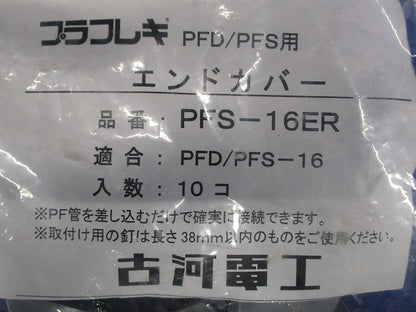 プラフレキ PFD/PFS用
エンドカバー
品番: PFS-16ER
適合: PFD/PFS-16
入数: 10コ
※PF管を差し込むだけで確実に接続できます。
※取付け用の釘は長さ38mm以内のものをご使用ください。
古河電工